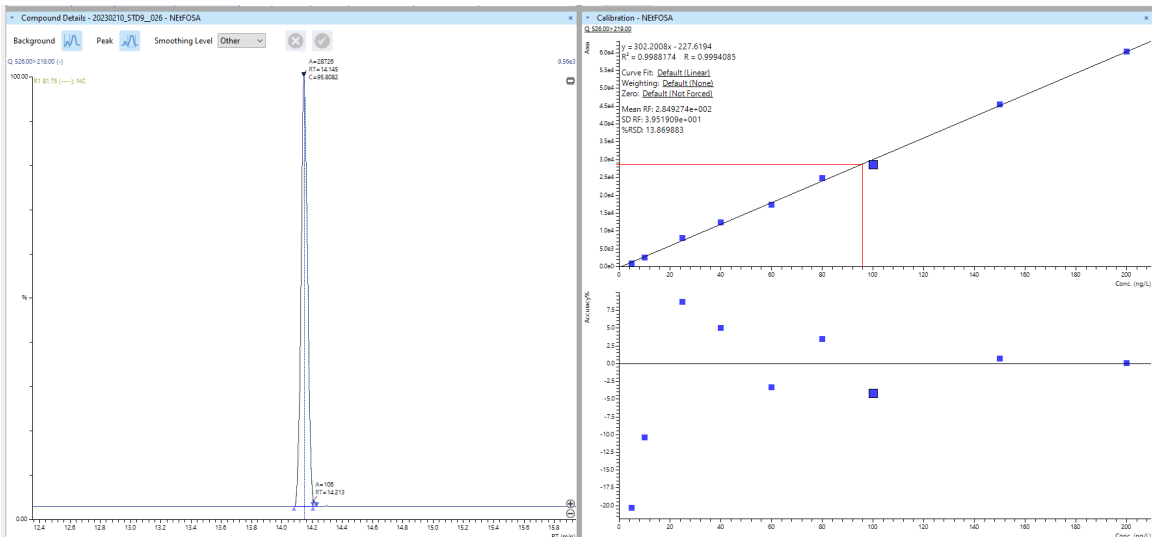 Compound Details - 20230210_STD9__026 - NEtFOSA
Background Peak Smoothing Level Other
Q 526.00>219.00 (-) 9.56e3
100.00
R1 81.75 (-----): NC
A=28726
RT=14.145
C=95.8082
%
A=106
RT=14.213
0.00
12.4 12.6 12.8 13.0 13.2 13.4 13.6 13.8 14.0 14.2 14.4 14.6 14.8 15.0 15.2 15.4 15.6 15.8
RT (min)
Calibration - NEtFOSA
Q 526.00>219.00
Area
y = 302.2008x - 227.6194
R² = 0.9988174 R = 0.9994085
Curve Fit: Default (Linear)
Weighting: Default (None)
Zero: Default (Not Forced)
Mean RF: 2.849274e+002
SD RF: 3.951909e+001
%RSD: 13.869883
6.0e4
5.5e4
5.0e4
4.5e4
4.0e4
3.5e4
3.0e4
2.5e4
2.0e4
1.5e4
1.0e4
5.0e3
0.0e0
0 20 40 60 80 100 120 140 160 180 200
Conc. (ng/L)
Accuracy%
7.5
5.0
2.5
0.0
-2.5
-5.0
-7.5
-10.0
-12.5
-15.0
-17.5
-20.0
0 20 40 60 80 100 120 140 160 180 200
Conc. (ng/L)